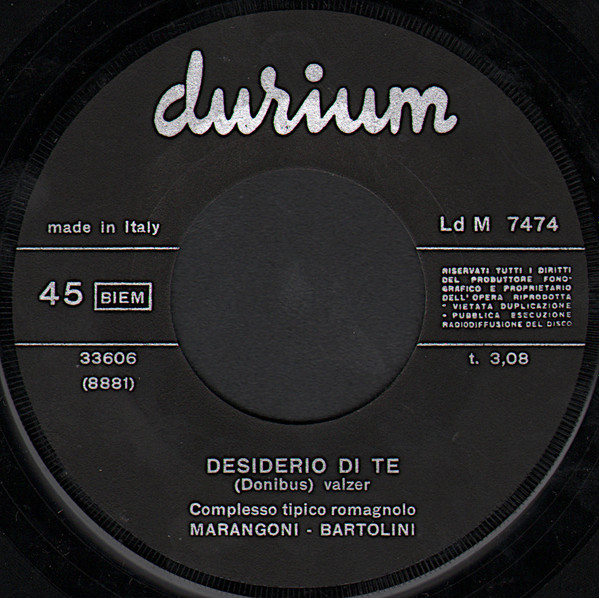 durium
made in Italy
Ld M 7474
45 BIEM
RISERVATI TUTTI I DIRITTI
DEL PRODUTTORE FONO-
GRAFICO E PROPRIETARIO
DELL'OPERA RIPRODOTTA
- VIETATA DUPLICAZIONE
- PUBBLICA ESECUZIONE
RADIODIFFUSIONE DEL DISCO
33606
(8881)
t. 3,08
DESIDERIO DI TE
(Donibus) valzer
Complesso tipico romagnolo
MARANGONI - BARTOLINI